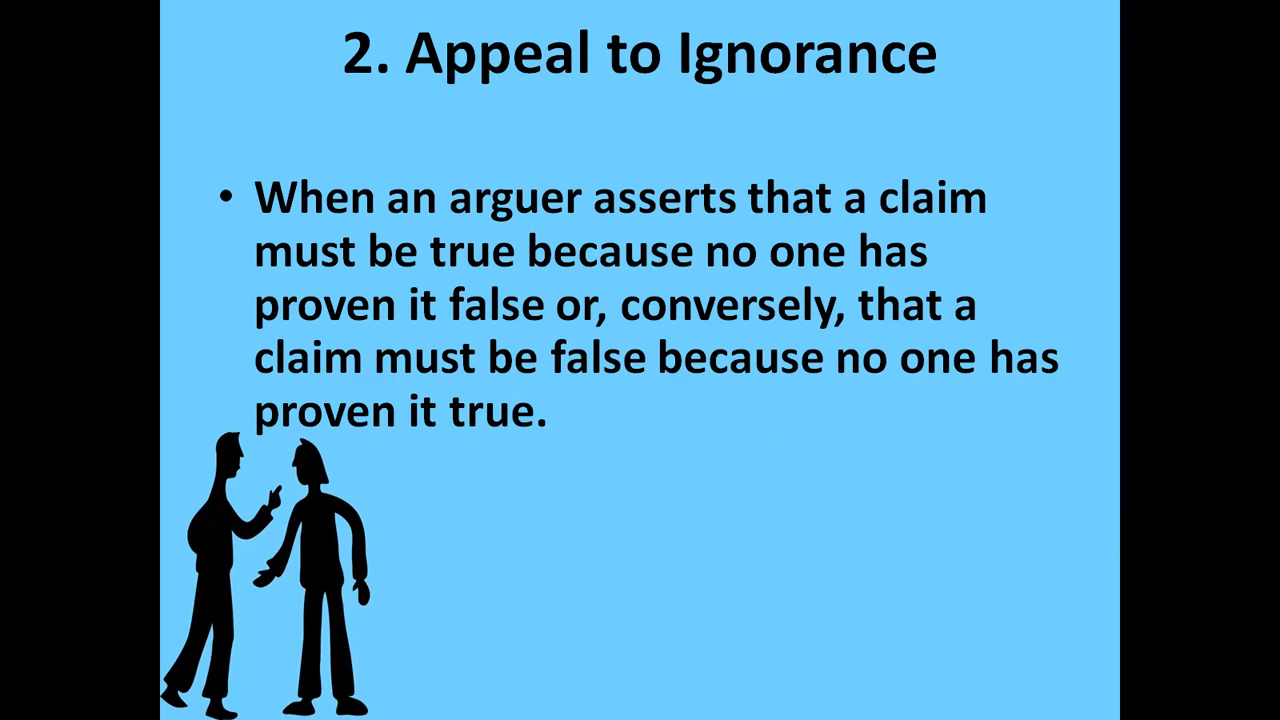 2. Appeal to Ignorance
• When an arguer asserts that a claim
must be true because no one has
proven it false or, conversely, that a
claim must be false because no one has
proven it true.